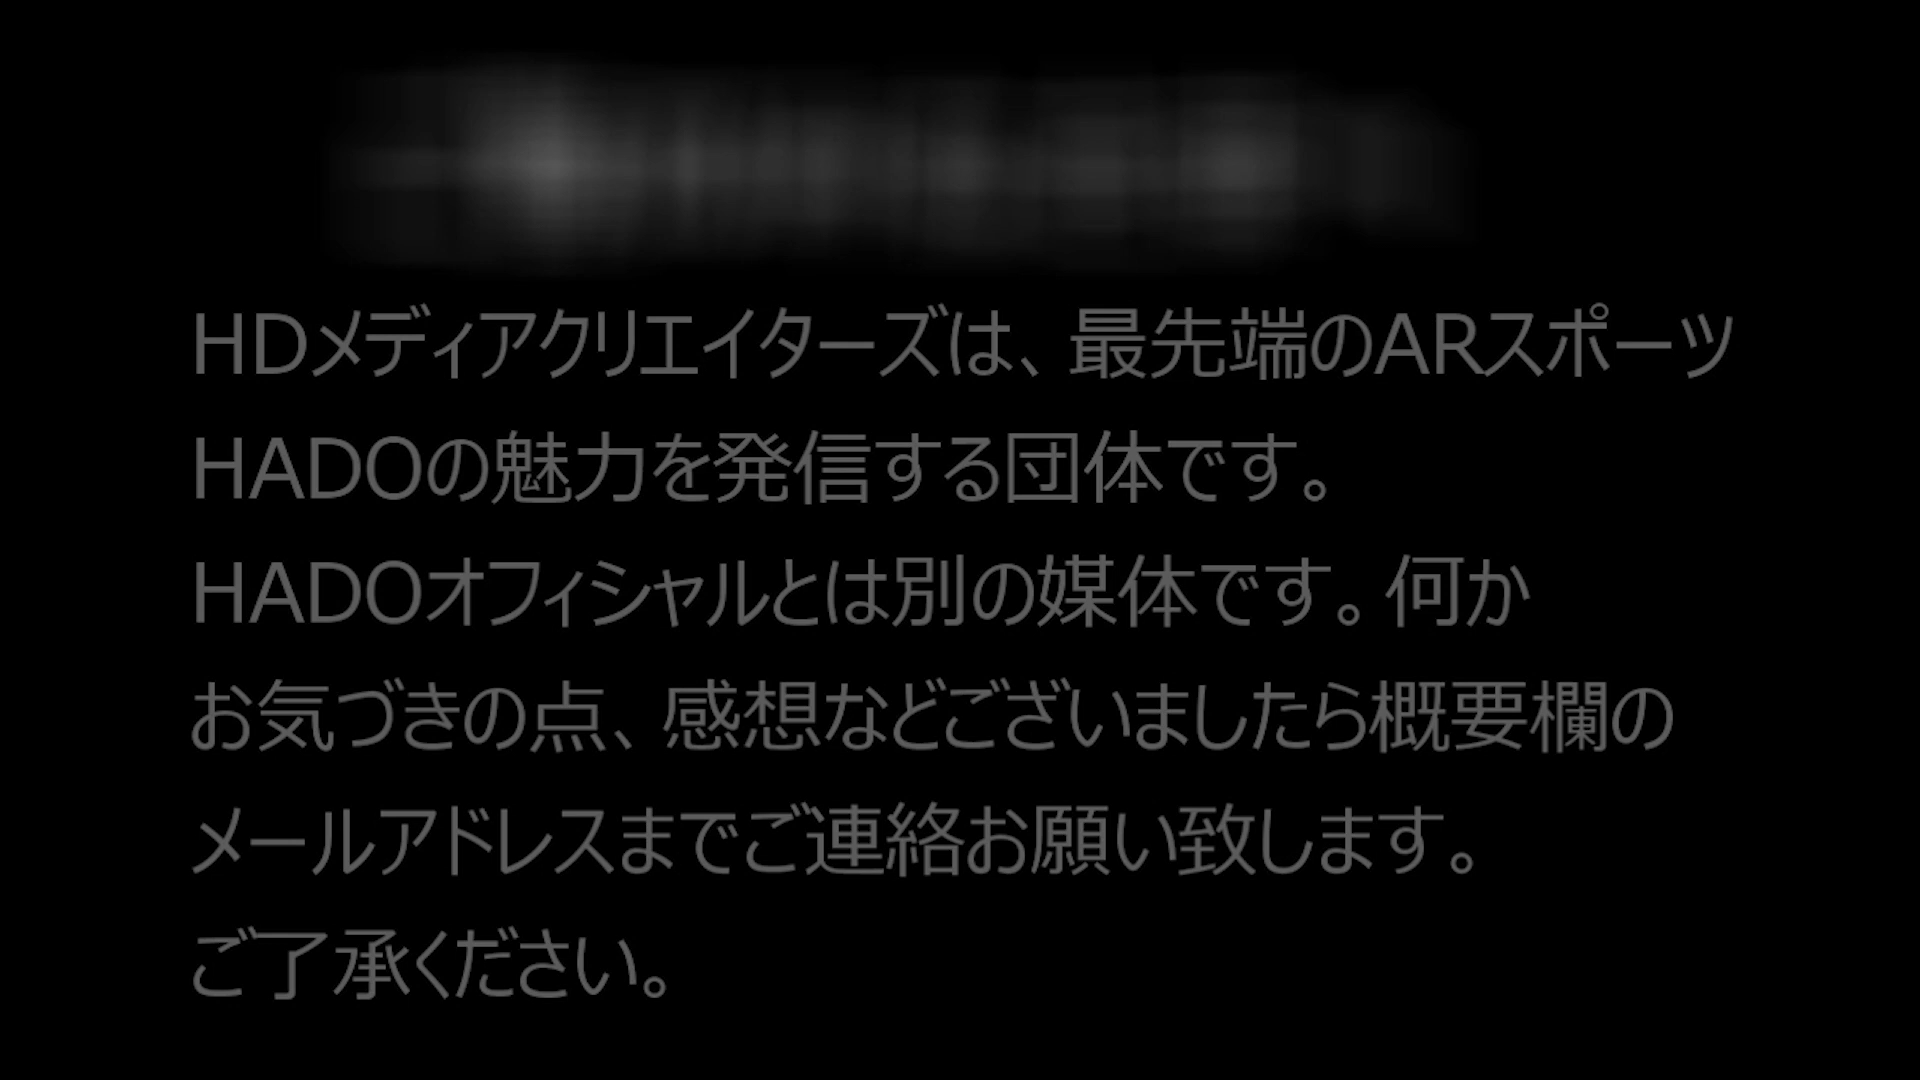 HDメディアクリエイターズは、最先端のARスポーツ
HADOの魅力を発信する団体です。
HADOオフィシャルとは別の媒体です。何か
お気づきの点、感想などございましたら概要欄の
メールアドレスまでご連絡お願い致します。
ご了承ください。